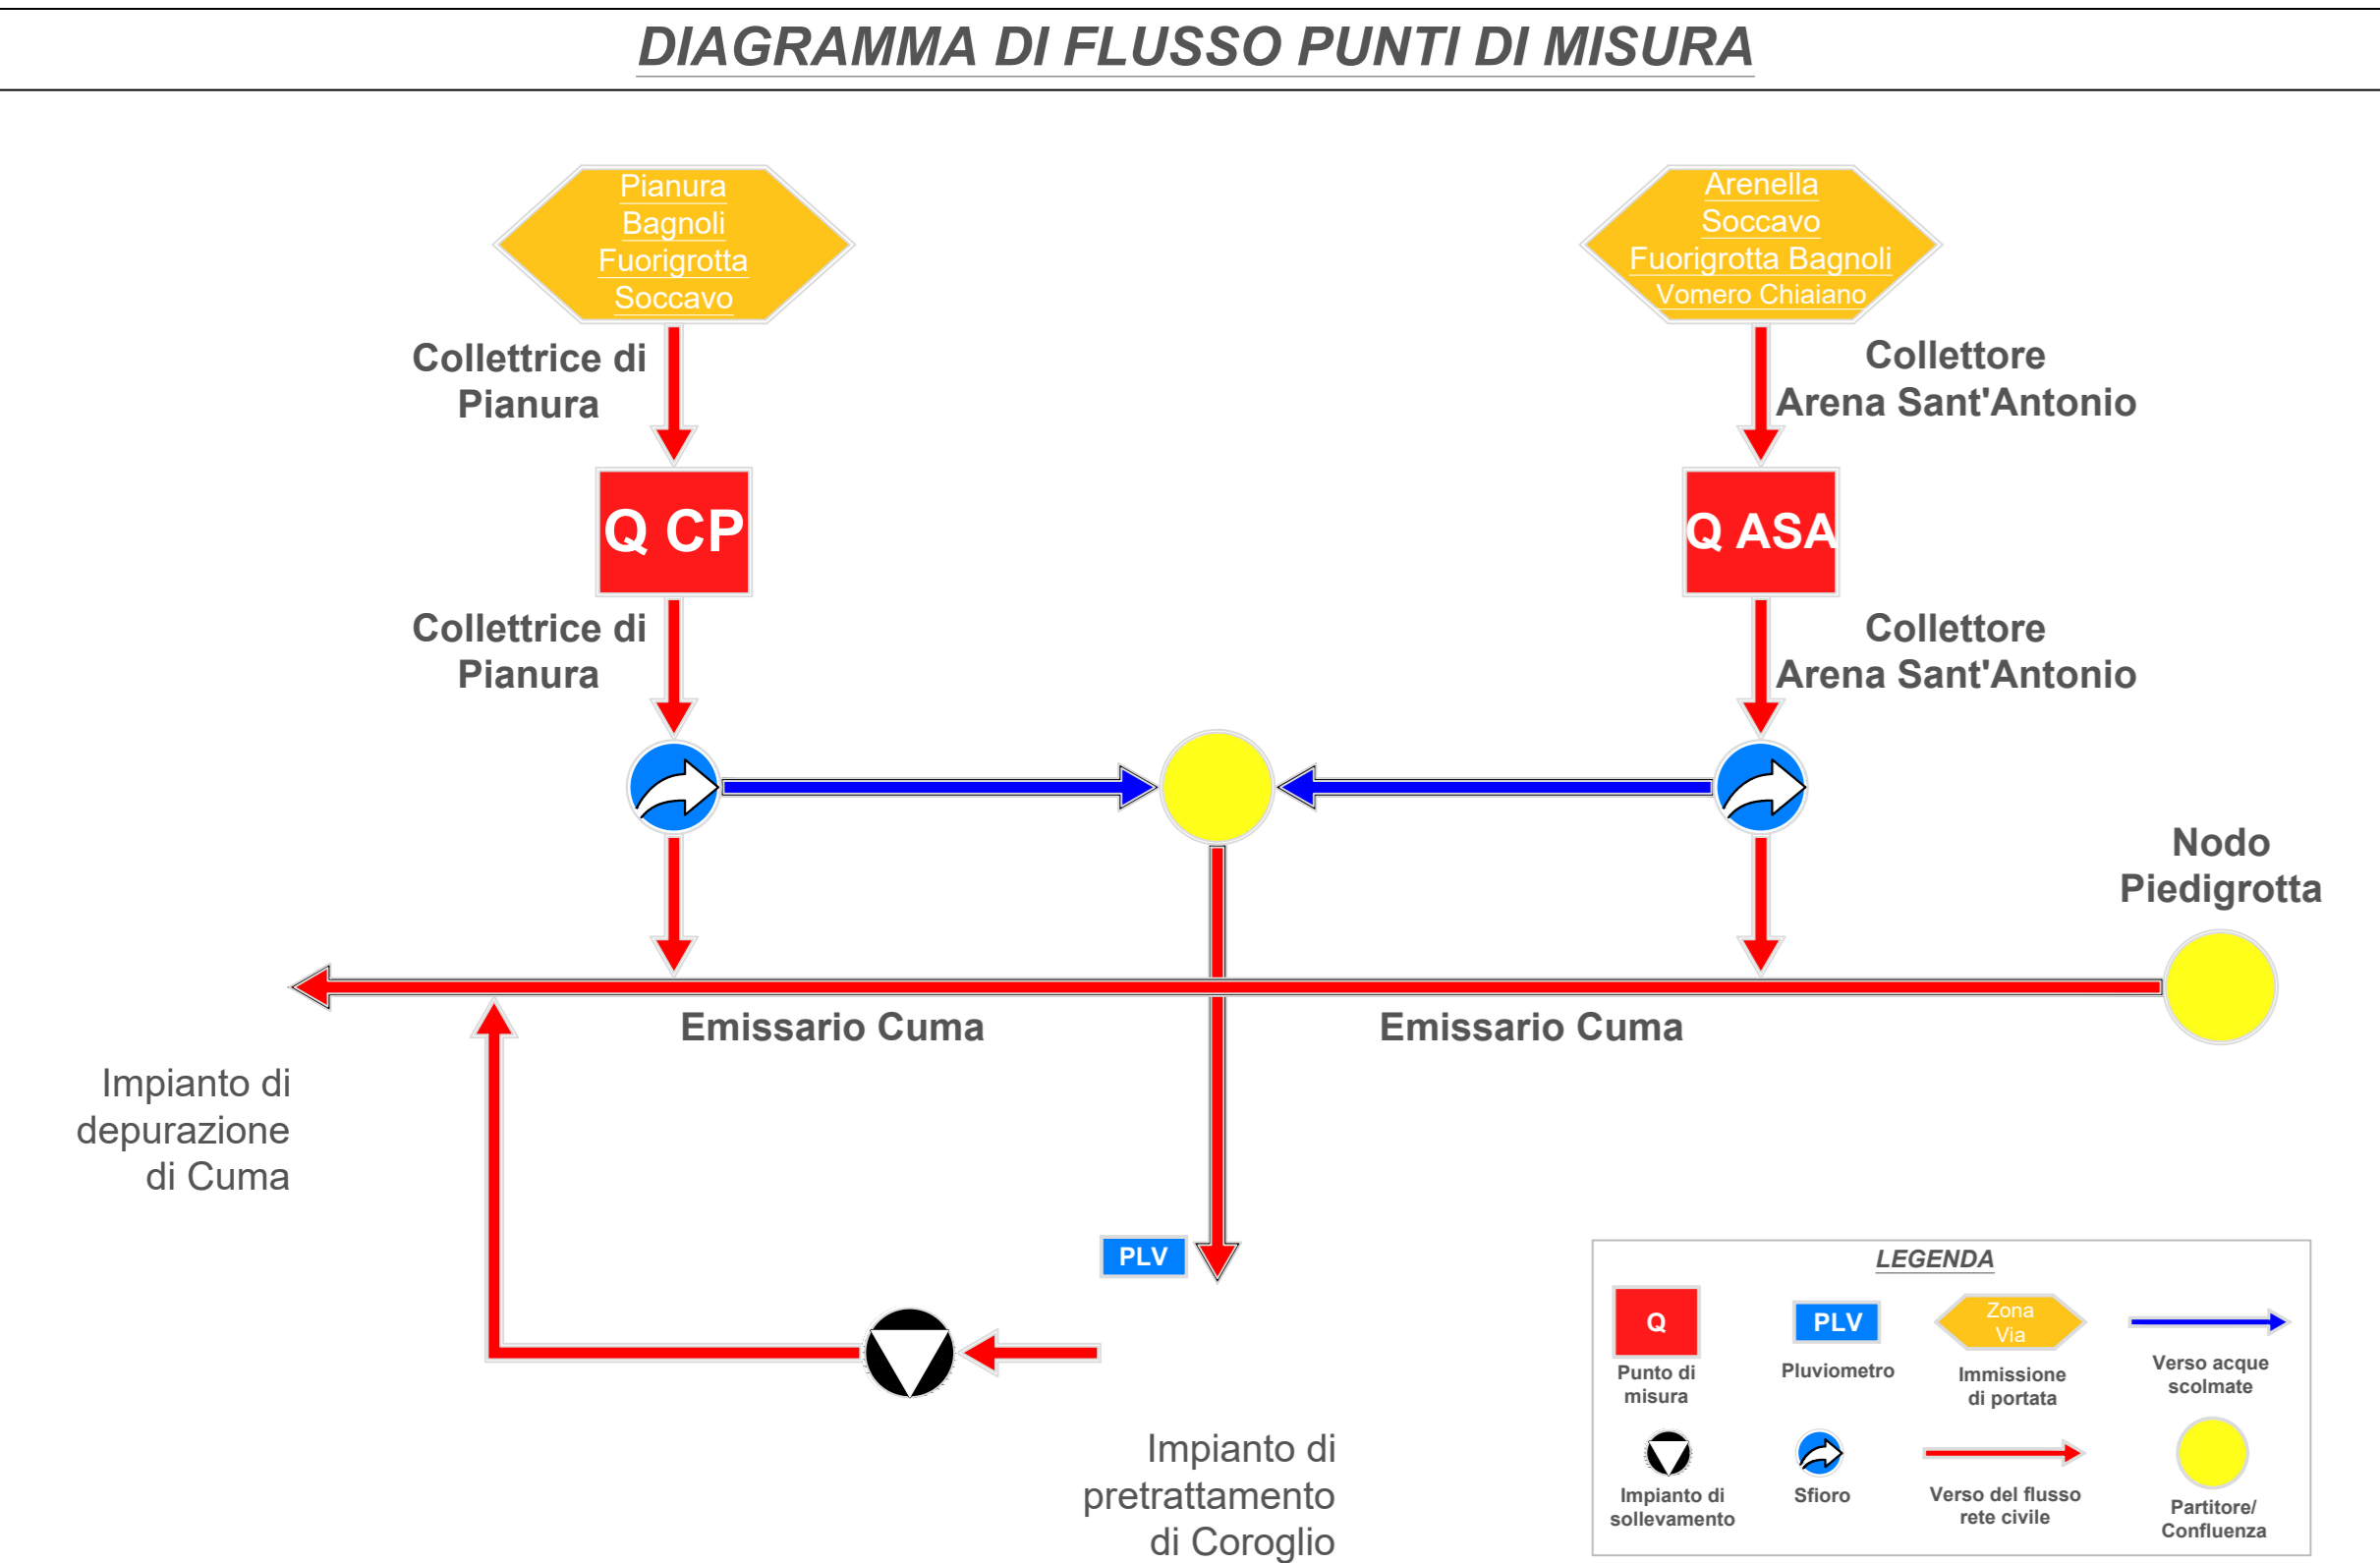 DIAGRAMMA DI FLUSSO PUNTI DI MISURA
Pianura
Bagnoli
Fuorigrotta
Soccavo
Arenella
Soccavo
Fuorigrotta Bagnoli
Vomero Chiaiano
Collettrice di
Pianura
Collettore
Arena Sant'Antonio
Q CP
Q ASA
Collettrice di
Pianura
Collettore
Arena Sant'Antonio
Nodo
Piedigrotta
Emissario Cuma
Emissario Cuma
Impianto di
depurazione
di Cuma
PLV
Impianto di
pretrattamento
di Coroglio
LEGENDA
Q
Punto di
misura
PLV
Pluviometro
Zona
Via
Immissione
di portata
Verso acque
scolmate
Impianto di
sollevamento
Sfioro
Verso del flusso
rete civile
Partitore/
Confluenza